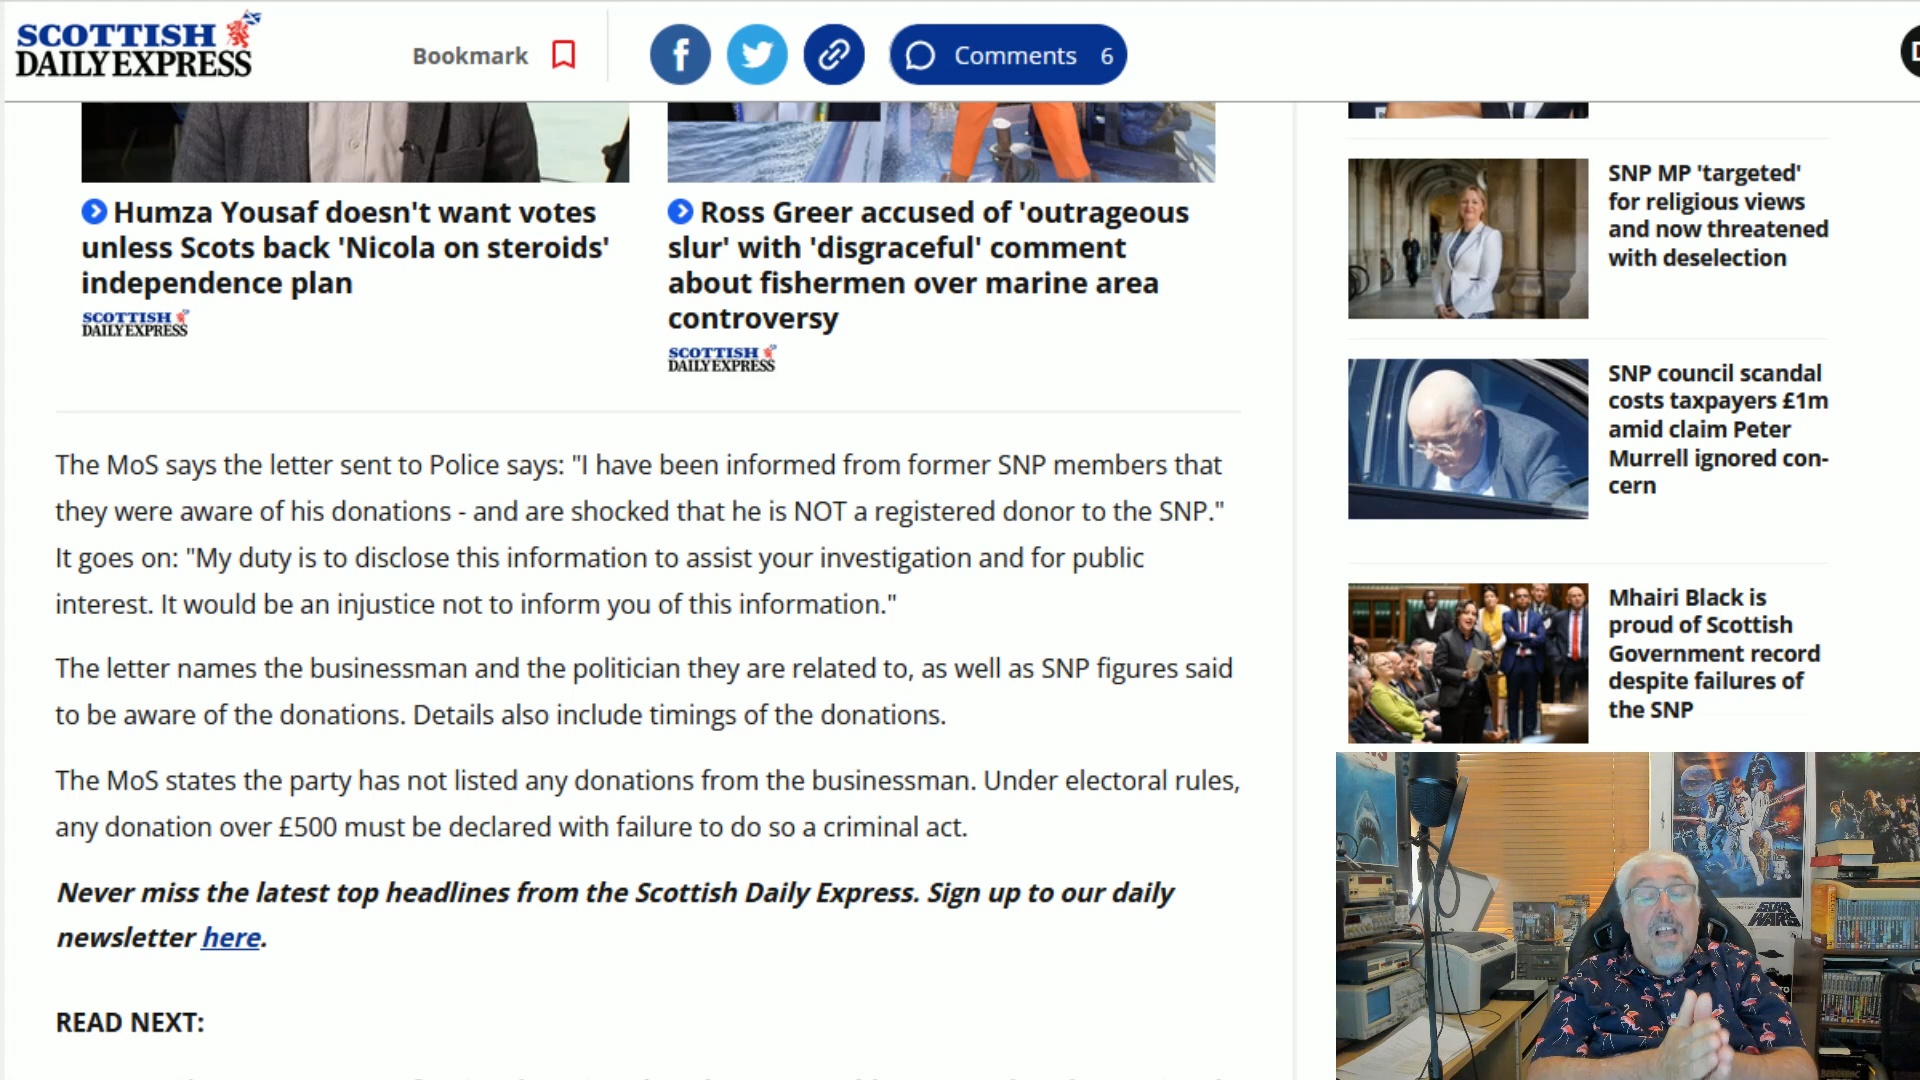 SCOTTISH
DAILY EXPRESS
Bookmark
Comments 6
Humza Yousaf doesn't want votes
unless Scots back 'Nicola on steroids'
independence plan
SCOTTISH
DAILY EXPRESS
Ross Greer accused of 'outrageous
slur' with 'disgraceful' comment
about fishermen over marine area
controversy
SCOTTISH
DAILY EXPRESS
The MoS says the letter sent to Police says: "I have been informed from former SNP members that
they were aware of his donations - and are shocked that he is NOT a registered donor to the SNP."
It goes on: "My duty is to disclose this information to assist your investigation and for public
interest. It would be an injustice not to inform you of this information."
The letter names the businessman and the politician they are related to, as well as SNP figures said
to be aware of the donations. Details also include timings of the donations.
The MoS states the party has not listed any donations from the businessman. Under electoral rules,
any donation over £500 must be declared with failure to do so a criminal act.
Never miss the latest top headlines from the Scottish Daily Express. Sign up to our daily
newsletter here.
READ NEXT:
SNP MP 'targeted'
for religious views
and now threatened
with deselection
SNP council scandal
costs taxpayers £1m
amid claim Peter
Murrell ignored con-
cern
Mhairi Black is
proud of Scottish
Government record
despite failures of
the SNP
STAR
WARS